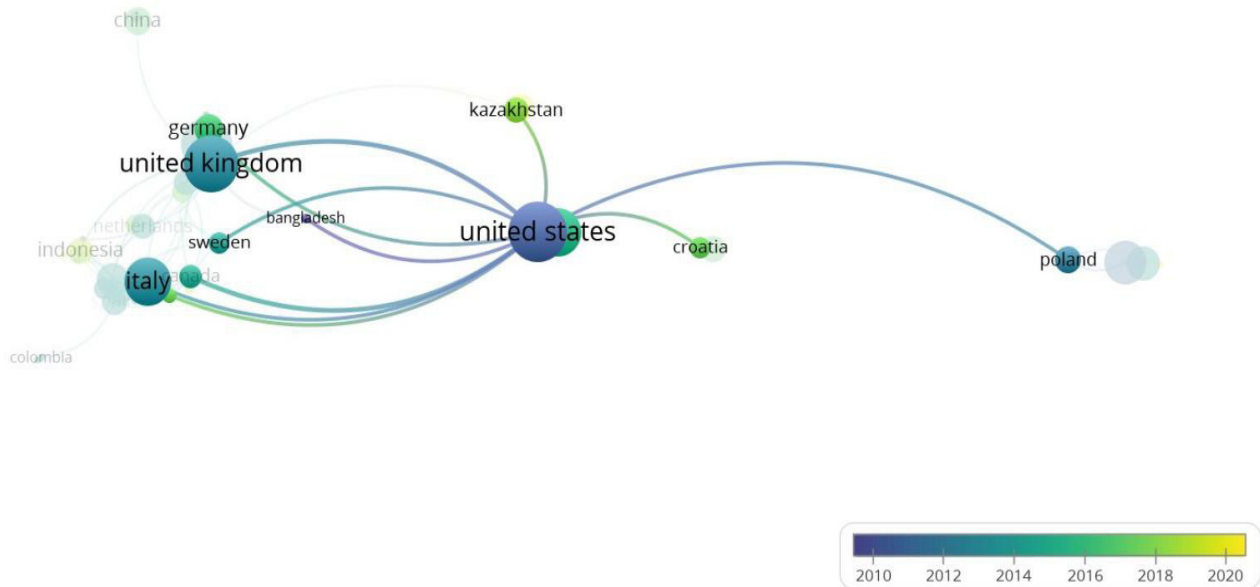 china
kazakhstan
germany
united kingdom
bangladesh
netherlands
united states
sweden
croatia
indonesia
poland
canada
italy
colombia
2010 2012 2014 2016 2018 2020